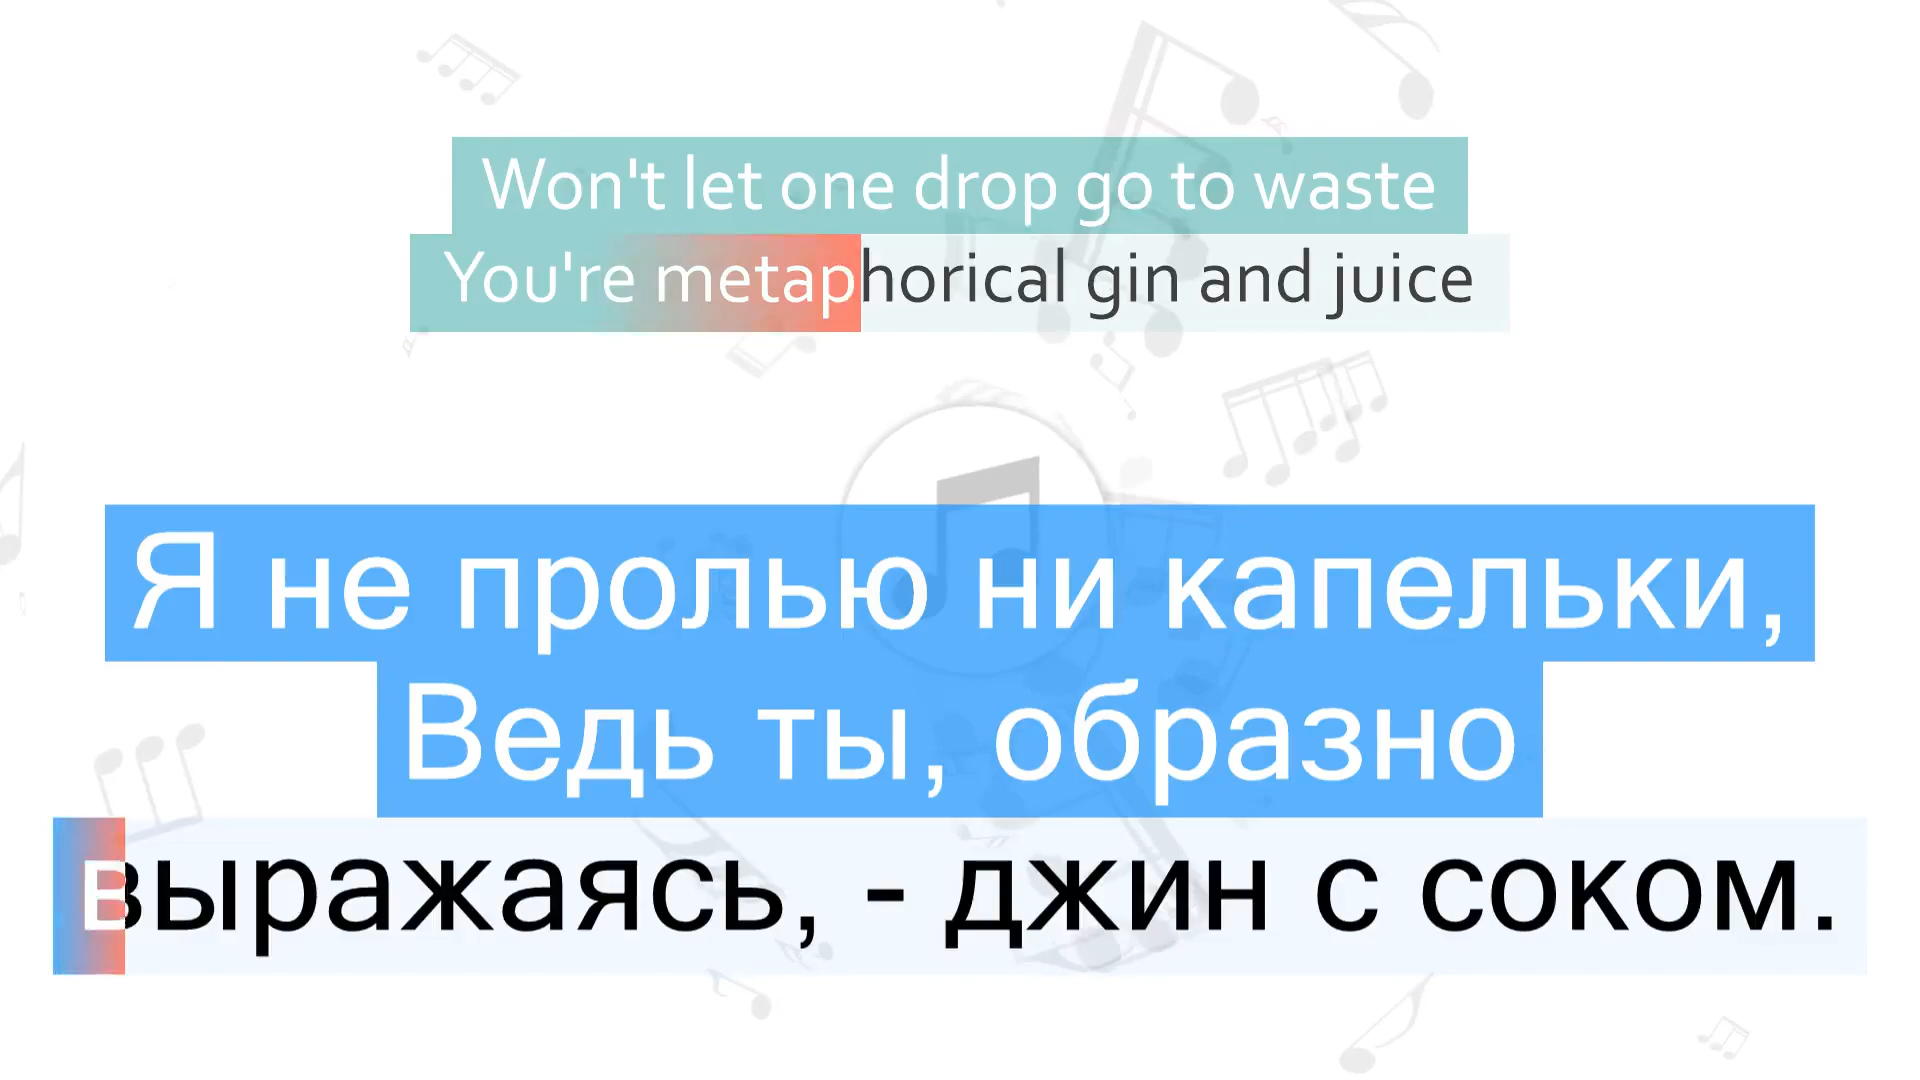 Won't let one drop go to waste
You're metaphorical gin and juice
Я не пролью ни капельки,
Ведь ты, образно
выражаясь, - джин с соком.